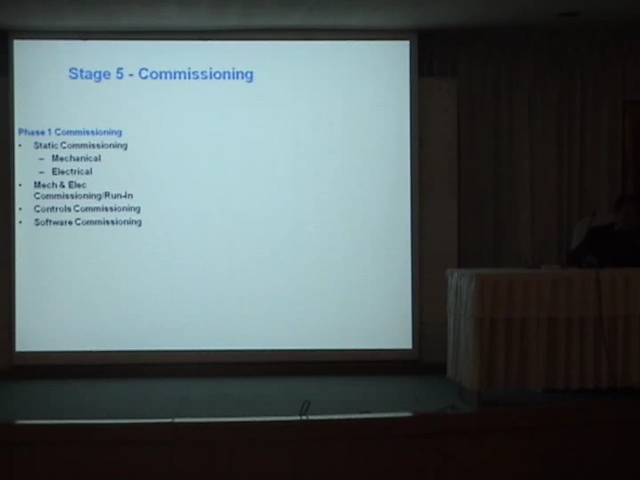 Stage 5 - Commissioning
Phase 1 Commissioning
• Static Commissioning
– Mechanical
– Electrical
• Mech & Elec
Commissioning/Run-In
• Controls Commissioning
• Software Commissioning